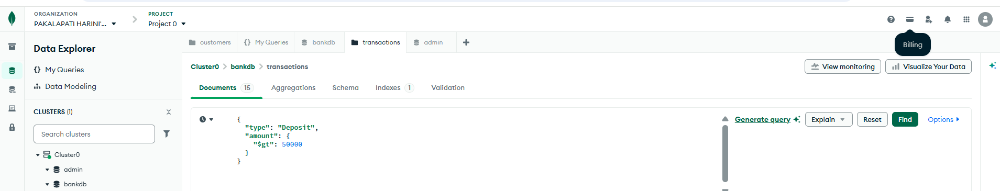 ORGANIZATION
PAKALAPATI HARINI'...
PROJECT
Project 0
Billing
customers
{} My Queries
bankdb
transactions
admin
+
Data Explorer
{} My Queries
Data Modeling
CLUSTERS (1)
Search clusters
Cluster0
admin
bankdb
Cluster0 > bankdb > transactions
View monitoring
Visualize Your Data
Documents 15
Aggregations
Schema
Indexes 1
Validation
{
"type": "Deposit",
"amount": {
"$gt": 50000
}
}
Generate query
Explain
Reset
Find
Options